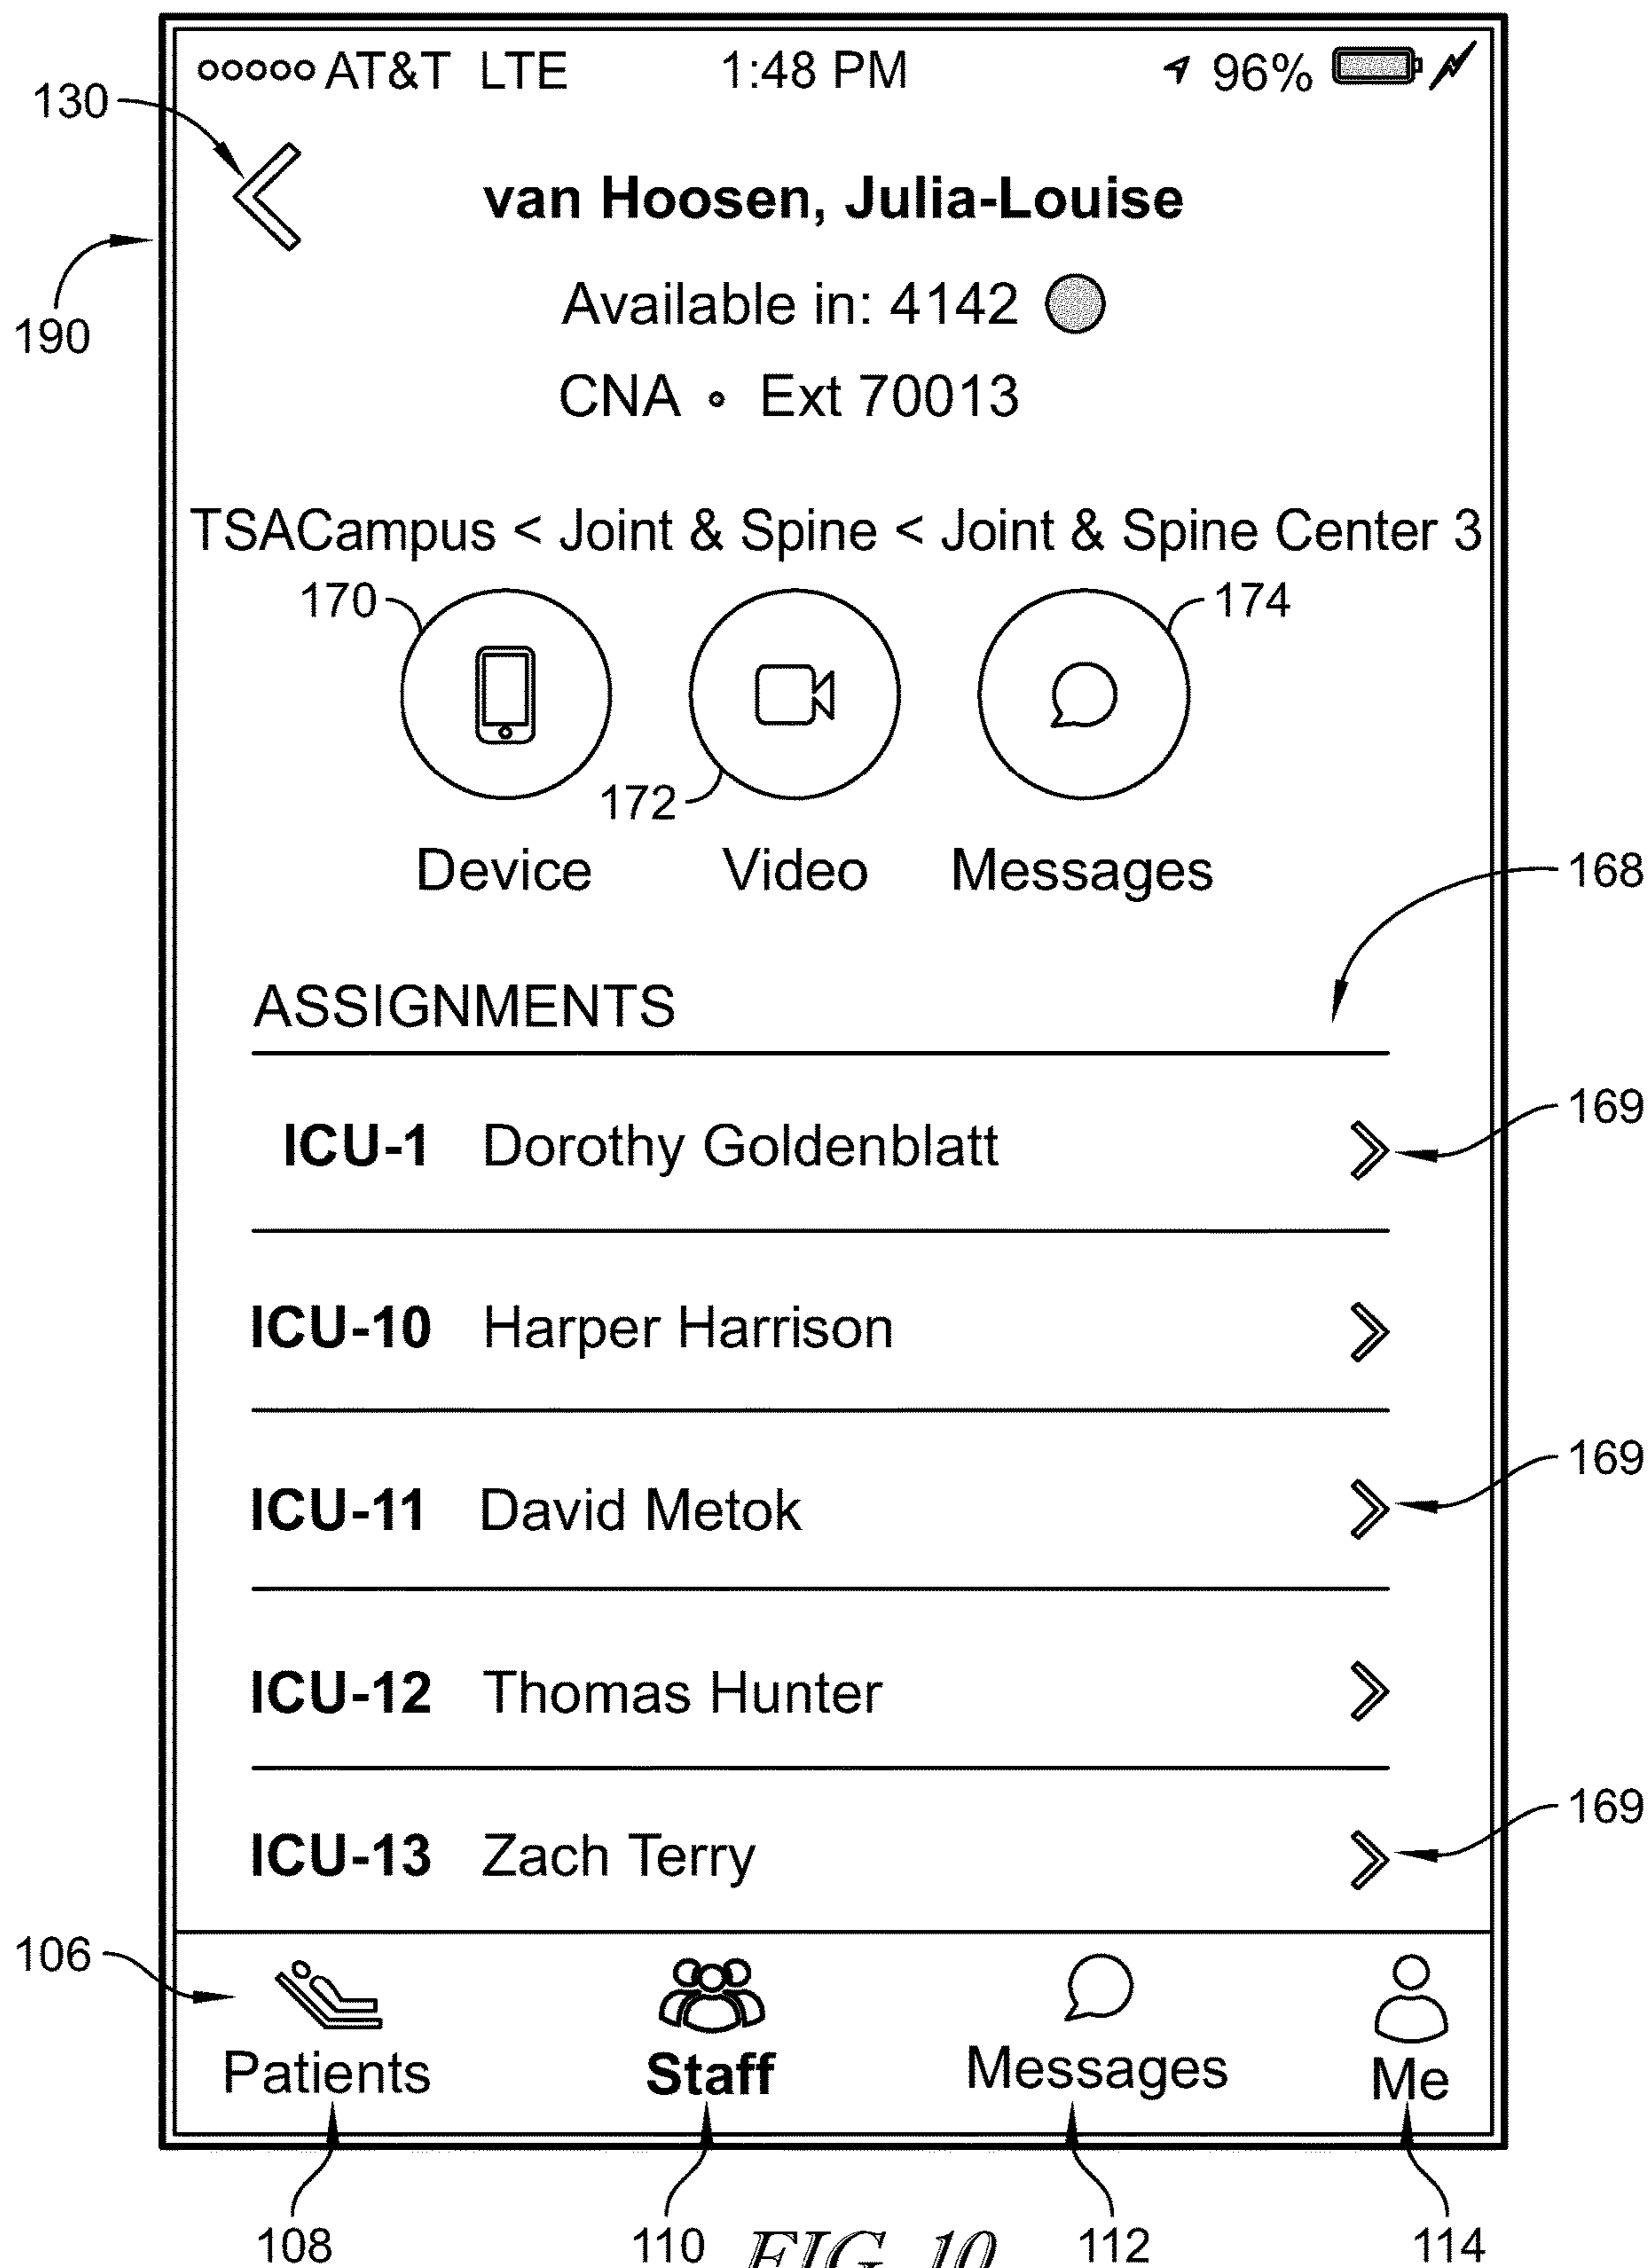 AT&T LTE 1:48 PM 96%
130
van Hoosen, Julia-Louise
190
Available in: 4142
CNA • Ext 70013
TSACampus < Joint & Spine < Joint & Spine Center 3
170 174
172
Device Video Messages
168
ASSIGNMENTS
169
ICU-1 Dorothy Goldenblatt
ICU-10 Harper Harrison
169
ICU-11 David Metok
ICU-12 Thomas Hunter
169
ICU-13 Zach Terry
106
Patients Staff Messages Me
108 110 FIG. 10 112 114